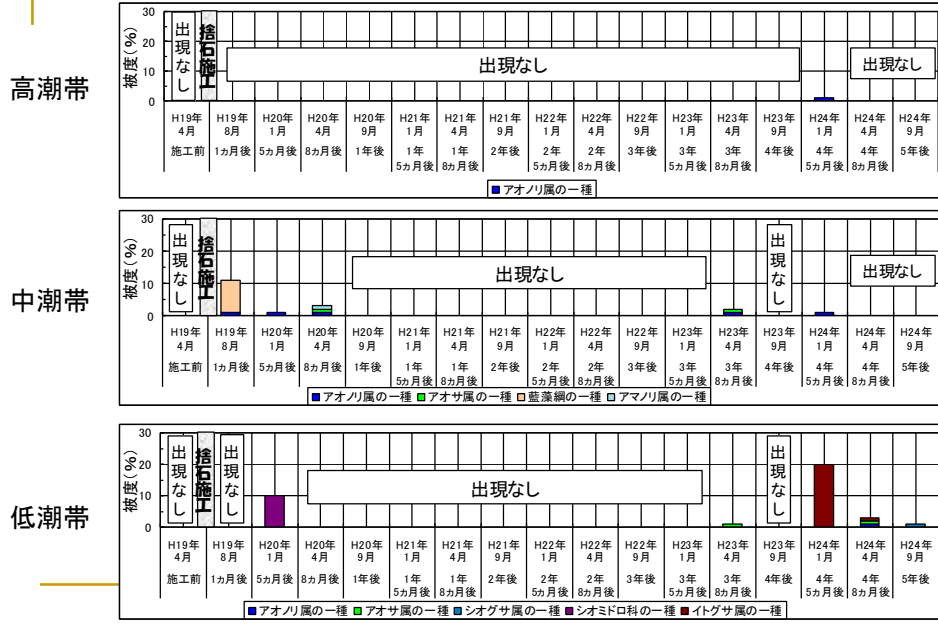 高潮帯
被度(%)
30
20
10
0
出現なし
捨石施工
出現なし
出現なし
H19年 H19年 H20年 H20年 H20年 H21年 H21年 H21年 H22年 H22年 H22年 H23年 H23年 H23年 H24年 H24年 H24年
4月 8月 1月 4月 9月 1月 4月 9月 1月 4月 9月 1月 4月 9月 1月 4月 9月
施工前 1ヵ月後 5ヵ月後 8ヵ月後 1年後 1年 1年 2年後 2年 2年 3年後 3年 3年 4年後 4年 4年 5年後
5ヵ月後 8ヵ月後 5ヵ月後 8ヵ月後 5ヵ月後 8ヵ月後 5ヵ月後 8ヵ月後
アオノリ属の一種
中潮帯
被度(%)
30
20
10
0
出現なし
捨石施工
出現なし
出現なし
出現なし
H19年 H19年 H20年 H20年 H20年 H21年 H21年 H21年 H22年 H22年 H22年 H23年 H23年 H23年 H24年 H24年 H24年
4月 8月 1月 4月 9月 1月 4月 9月 1月 4月 9月 1月 4月 9月 1月 4月 9月
施工前 1ヵ月後 5ヵ月後 8ヵ月後 1年後 1年 1年 2年後 2年 2年 3年後 3年 3年 4年後 4年 4年 5年後
5ヵ月後 8ヵ月後 5ヵ月後 8ヵ月後 5ヵ月後 8ヵ月後 5ヵ月後 8ヵ月後
アオノリ属の一種 アオサ属の一種 藍藻綱の一種 アマノリ属の一種
低潮帯
被度(%)
30
20
10
0
出現なし
捨石施工
出現なし
出現なし
出現なし
H19年 H19年 H20年 H20年 H20年 H21年 H21年 H21年 H22年 H22年 H22年 H23年 H23年 H23年 H24年 H24年 H24年
4月 8月 1月 4月 9月 1月 4月 9月 1月 4月 9月 1月 4月 9月 1月 4月 9月
施工前 1ヵ月後 5ヵ月後 8ヵ月後 1年後 1年 1年 2年後 2年 2年 3年後 3年 3年 4年後 4年 4年 5年後
5ヵ月後 8ヵ月後 5ヵ月後 8ヵ月後 5ヵ月後 8ヵ月後 5ヵ月後 8ヵ月後
アオノリ属の一種 アオサ属の一種 シオグサ属の一種 シオミドロ科の一種 イトグサ属の一種